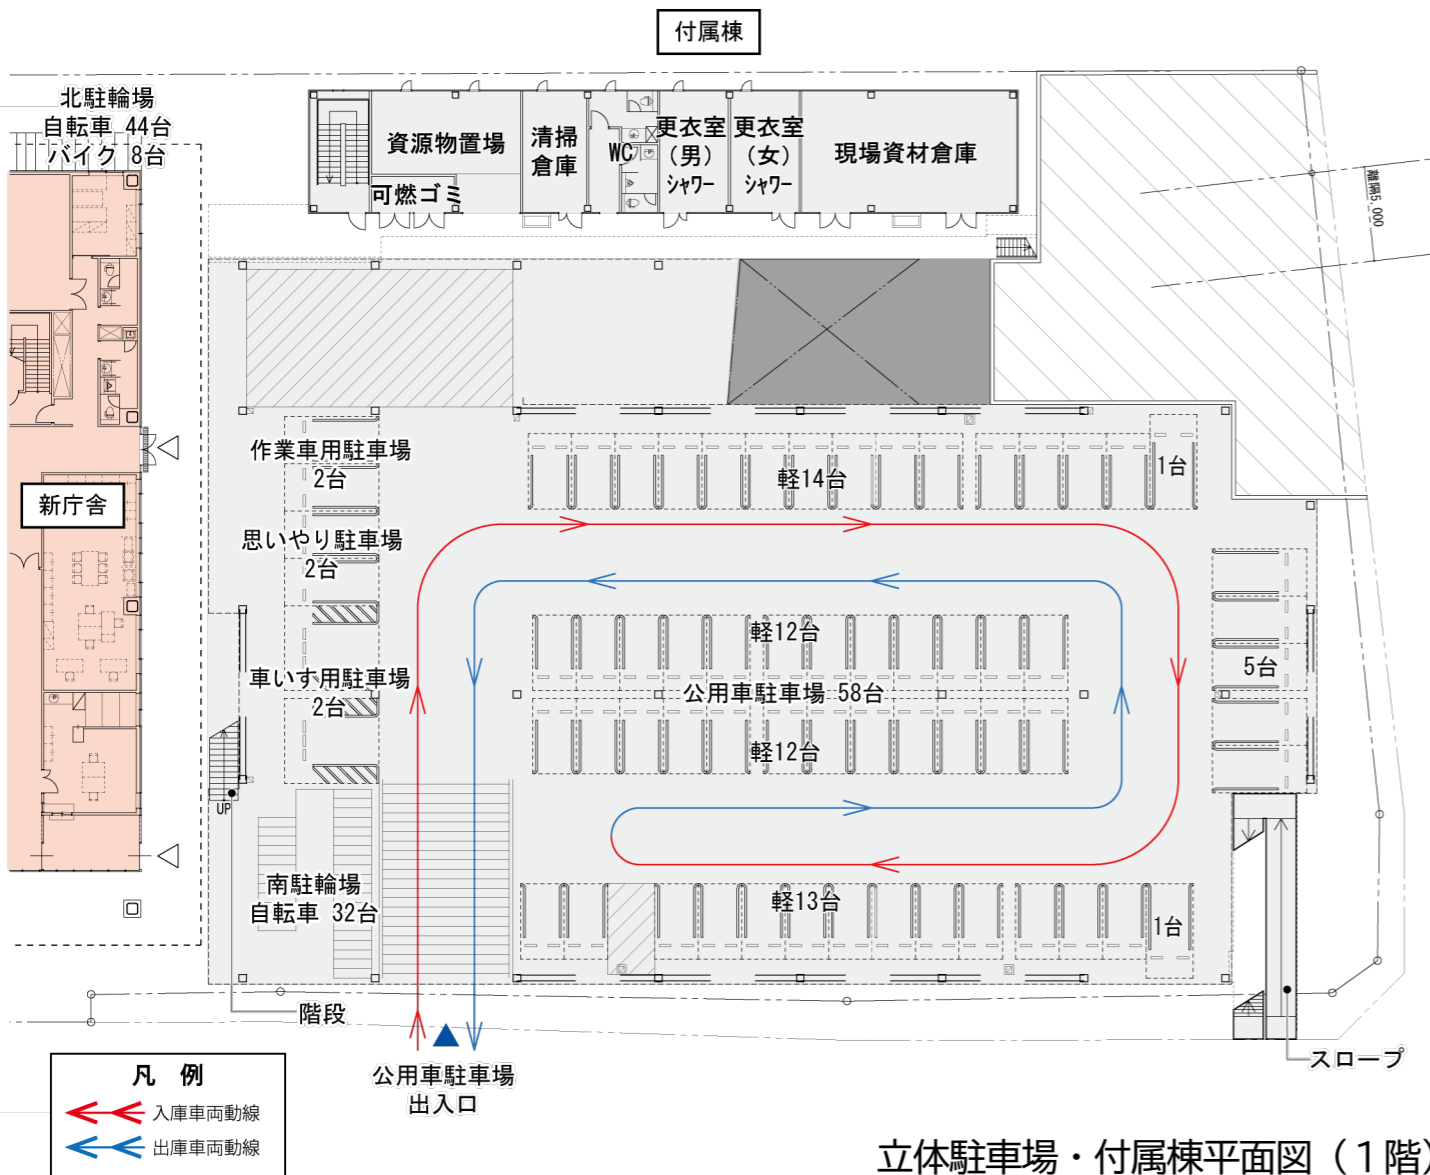 付属棟
北駐輪場
自転車 44台
バイク 8台
資源物置場
可燃ゴミ
清掃
倉庫
WC
更衣室
(男)
シャワー
更衣室
(女)
シャワー
現場資材倉庫
離隔5,000
新庁舎
作業車用駐車場
2台
思いやり駐車場
2台
車いす用駐車場
2台
軽14台
1台
軽12台
公用車駐車場 58台
軽12台
5台
UP
南駐輪場
自転車 32台
軽13台
1台
階段
公用車駐車場
出入口
スロープ
凡 例
入庫車両動線
出庫車両動線
立体駐車場・付属棟平面図(1階)